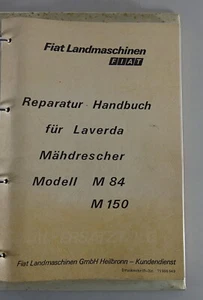 Fiat Landmaschinen
FIAT
Reparatur-Handbuch
für Laverda
Mähdrescher
Modell M 84
M 150
Fiat Landmaschinen GmbH Heilbronn – Kundendienst